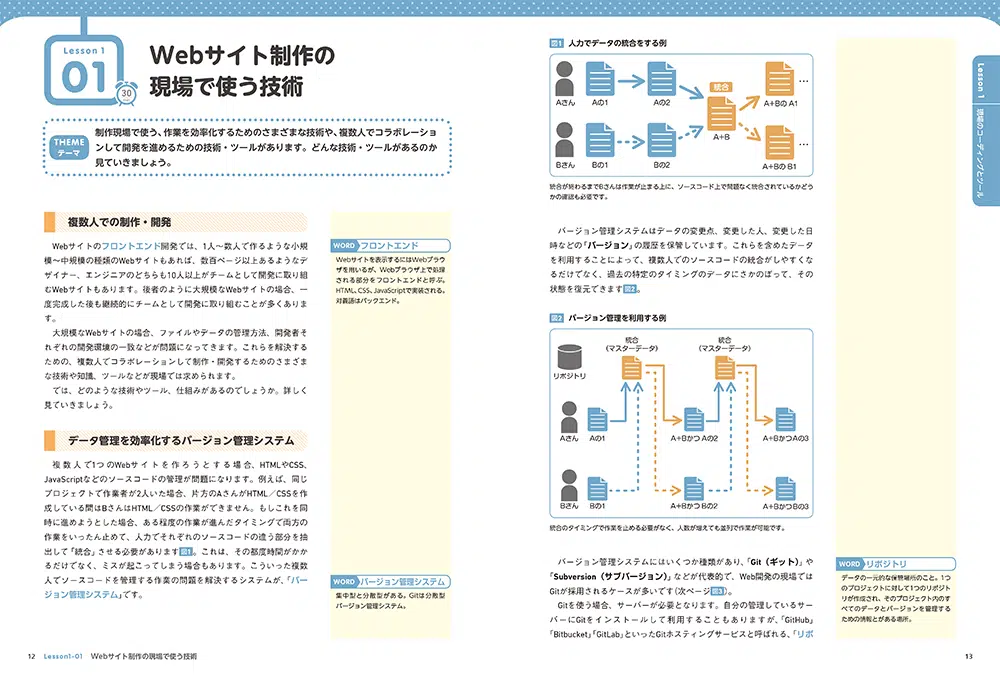 Lesson 1
01
30
Webサイト制作の
現場で使う技術
THEME
テーマ
制作現場で使う、作業を効率化するためのさまざまな技術や、複数人でコラボレーショ
ンして開発を進めるための技術・ツールがあります。どんな技術・ツールがあるのか
見ていきましょう。
複数人での制作・開発
Webサイトのフロントエンド開発では、1人～数人で作るような小規
模～中規模の種類のWebサイトもあれば、数百ページ以上あるようなデ
ザイナー、エンジニアのどちらも10人以上がチームとして開発に取り組
むWebサイトもあります。後者のように大規模なWebサイトの場合、一
度完成した後も継続的にチームとして開発に取り組むことが多くありま
す。
大規模なWebサイトの場合、ファイルやデータの管理方法、開発者そ
れぞれの開発環境の一致などが問題になってきます。これらを解決する
ための、複数人でコラボレーションして制作・開発するためのさまざま
な技術や知識、ツールなどが現場では求められます。
では、どのような技術やツール、仕組みがあるのでしょうか。詳しく
見ていきましょう。
WORD フロントエンド
Webサイトを表示するにはWebブラウ
ザを用いるが、Webブラウザ上で処理
される部分をフロントエンドと呼ぶ。
HTML、CSS、JavaScriptで実装される。
対義語はバックエンド。
データ管理を効率化するバージョン管理システム
複数人で1つのWebサイトを作ろうとする場合、HTMLやCSS、
JavaScriptなどのソースコードの管理が問題になります。例えば、同じ
プロジェクトで作業者が2人いた場合、片方のAさんがHTML／CSSを作
成している間はBさんはHTML／CSSの作業ができません。もしこれを同
時に進めようとした場合、ある程度の作業が進んだタイミングで両方の
作業をいったん止めて、人力でそれぞれのソースコードの違う部分を抽
出して「統合」させる必要があります図1。これは、その都度時間がかか
るだけでなく、ミスが起こってしまう場合もあります。こういった複数
人でソースコードを管理する作業の問題を解決するシステムが、「バー
ジョン管理システム」です。
WORD バージョン管理システム
集中型と分散型がある。Gitは分散型
バージョン管理システム。
12 Lesson1-01 Webサイト制作の現場で使う技術
図1 人力でデータの統合をする例
Aさん
Aの1
Aの2
統合
A+B
A+Bの A1
…
Bさん
Bの1
Bの2
A+Bの B1
…
統合が終わるまでBさんは作業が止まる上に、ソースコード上で問題なく統合されているかどう
かの確認も必要です。
バージョン管理システムはデータの変更点、変更した人、変更した日
時などの「バージョン」の履歴を保管しています。これらを含めたデータ
を利用することによって、複数人でのソースコードの統合がしやすくな
るだけでなく、過去の特定のタイミングのデータにさかのぼって、その
状態を復元できます図2。
図2 バージョン管理を利用する例
統合
（マスターデータ）
統合
（マスターデータ）
リポジトリ
Aさん
Aの1
A+Bかつ Aの2
A+Bかつ Aの3
Bさん
Bの1
A+Bかつ Bの2
A+Bかつ Bの3
統合のタイミングで作業を止める必要がなく、人数が増えても並列で作業が可能です。
バージョン管理システムにはいくつか種類があり、「Git（ギット）」や
「Subversion（サブバージョン）」などが代表的で、Web開発の現場では
Gitが採用されるケースが多いです（次ページ図3）。
Gitを使う場合、サーバーが必要となります。自分の管理しているサー
バーにGitをインストールして利用することもありますが、「GitHub」
「Bitbucket」「GitLab」といったGitホスティングサービスと呼ばれる、「リポ
WORD リポジトリ
データの一元的な保管場所のこと。1つ
のプロジェクトに対して1つのリポジト
リが作成され、そのプロジェクト内のす
べてのデータとバージョンを管理する
ための情報とがある場所。
Lesson 1
現場のコーディングとツール
13